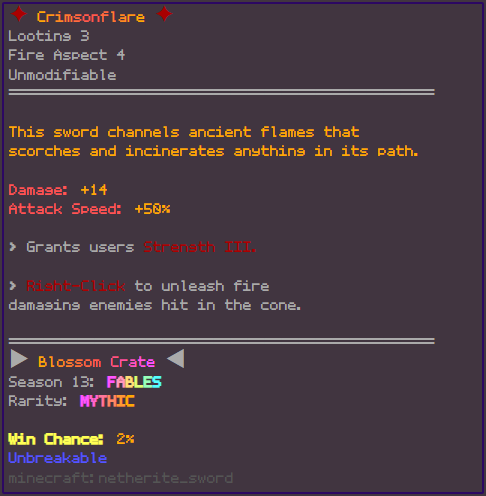 ✦ Crimsonflare ✦
Looting 3
Fire Aspect 4
Unmodifiable
This sword channels ancient flames that
scorches and incinerates anything in its path.
Damage: +14
Attack Speed: +50%
> Grants users Strength III.
> Right-Click to unleash fire
damaging enemies hit in the cone.
▶ Blossom Crate ◀
Season 13: FABLES
Rarity: MYTHIC
Win Chance: 2%
Unbreakable
minecraft:netherite_sword